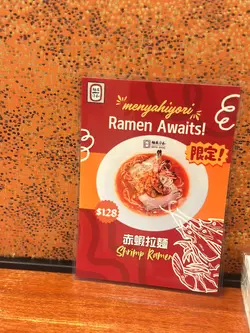 menyahiyori
Ramen Awaits!
限定!
$128
赤蝦拉麵
Shrimp Ramen